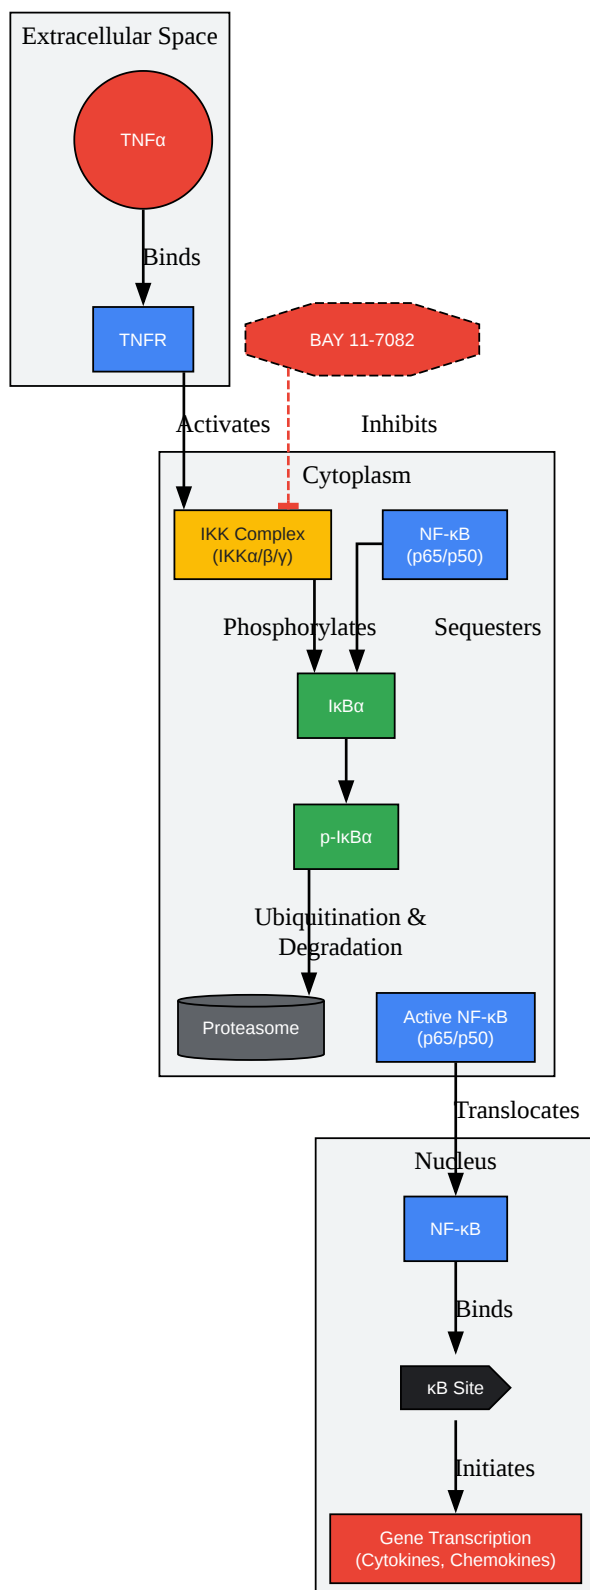 Extracellular Space
TNFα
Binds
TNFR
BAY 11-7082
Activates
Inhibits
Cytoplasm
IKK Complex
(IKKα/β/γ)
NF-κB
(p65/p50)
Phosphorylates
Sequesters
IκBα
p-IκBα
Ubiquitination &
Degradation
Proteasome
Active NF-κB
(p65/p50)
Translocates
Nucleus
NF-κB
Binds
κB Site
Initiates
Gene Transcription
(Cytokines, Chemokines)